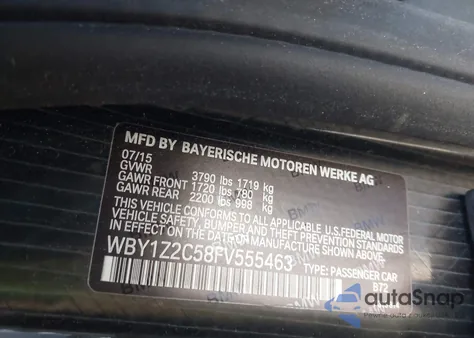 MFD BY BAYERISCHE MOTOREN WERKE AG
07/15
GVWR 3790 lbs 1719 kg
GAWR FRONT 1720 lbs 780 kg
GAWR REAR 2200 lbs 998 kg
THIS VEHICLE CONFORMS TO ALL APPLICABLE U.S.FEDERAL MOTOR
VEHICLE SAFETY, BUMPER, AND THEFT PREVENTION STANDARDS
IN EFFECT ON THE DATE OF MANUFACTURE SHOWN ABOVE.
WBY1Z2C58FV555463
TYPE: PASSENGER CAR
B72
autoSnap